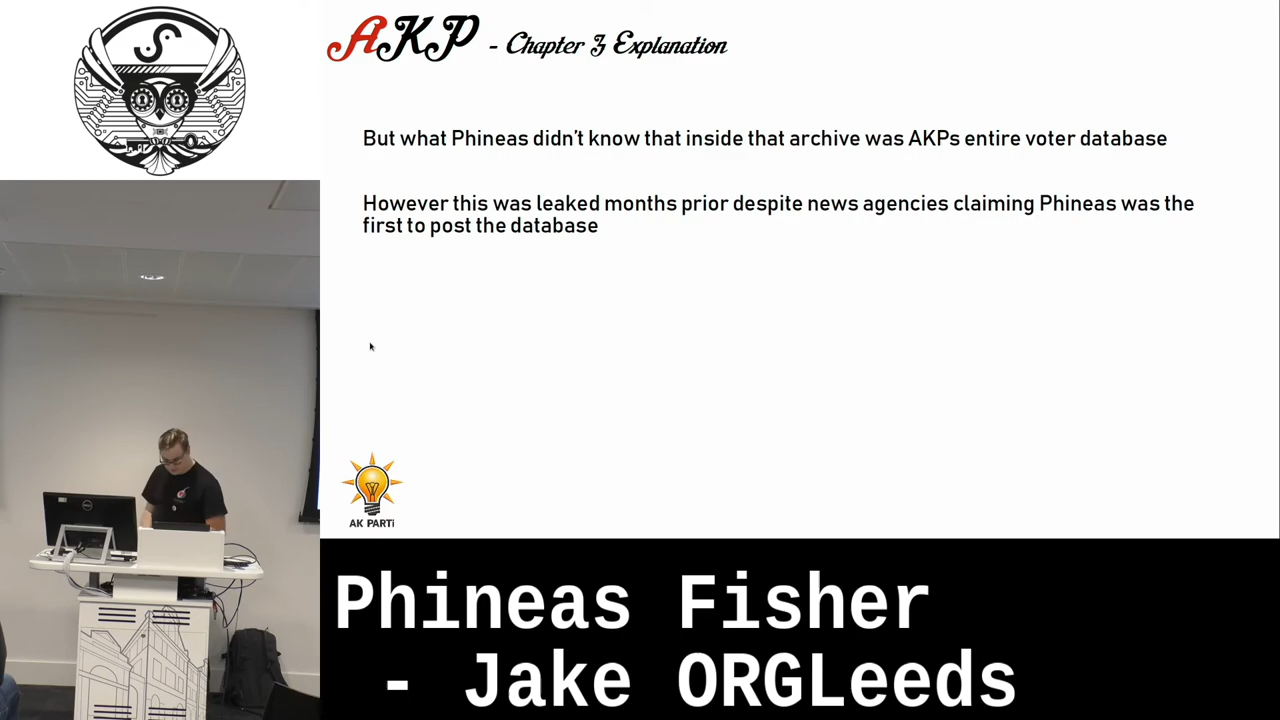 AKP - Chapter 3 Explanation
But what Phineas didn't know that inside that archive was AKPs entire voter database
However this was leaked months prior despite news agencies claiming Phineas was the
first to post the database
AK PARTi
Phineas Fisher
- Jake ORGLeeds